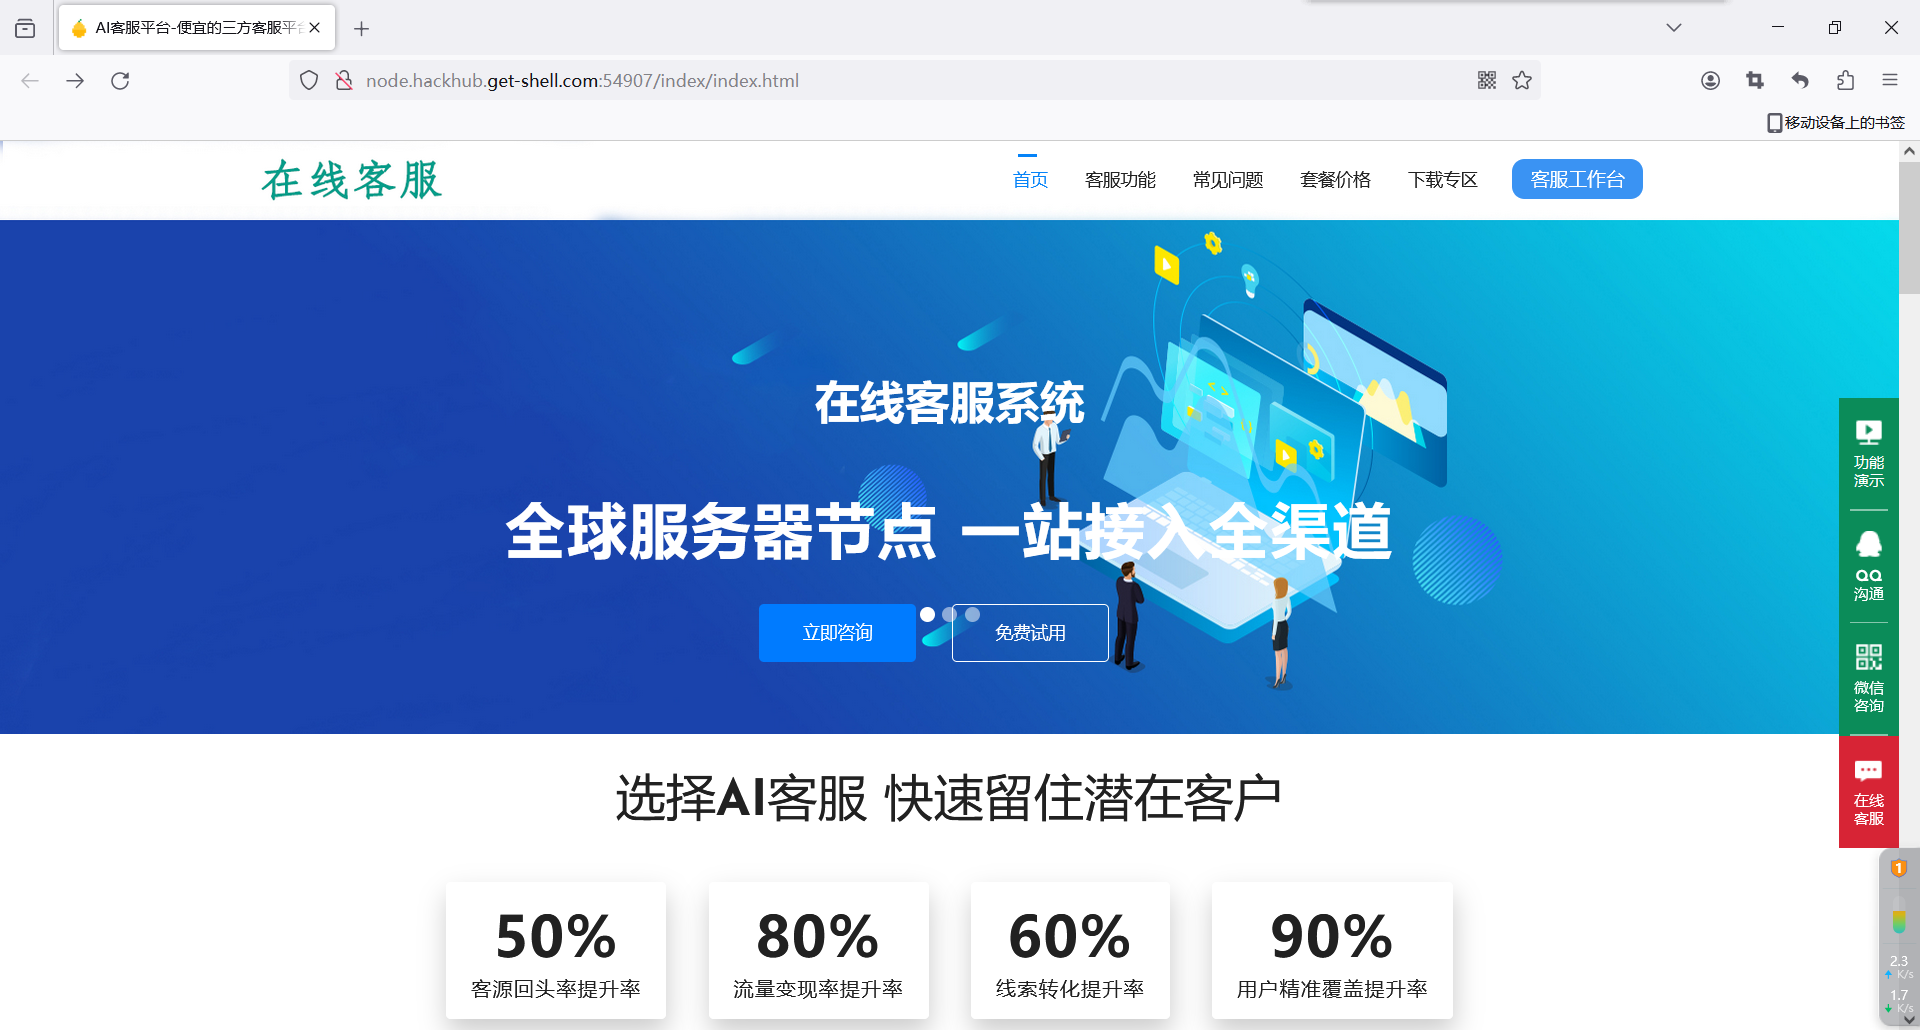 AI客服平台-便宜的三方客服平台
node.hackhub.get-shell.com:54907/index/index.html
移动设备上的书签
在线客服
首页
客服功能
常见问题
套餐价格
下载专区
客服工作台
在线客服系统
全球服务器节点 一站接入全渠道
立即咨询
免费试用
功能
演示
QQ
沟通
微信
咨询
在线
客服
选择AI客服 快速留住潜在客户
50%
客源回头率提升率
80%
流量变现率提升率
60%
线索转化提升率
90%
用户精准覆盖提升率
1
2.3
K/s
1.7
K/s